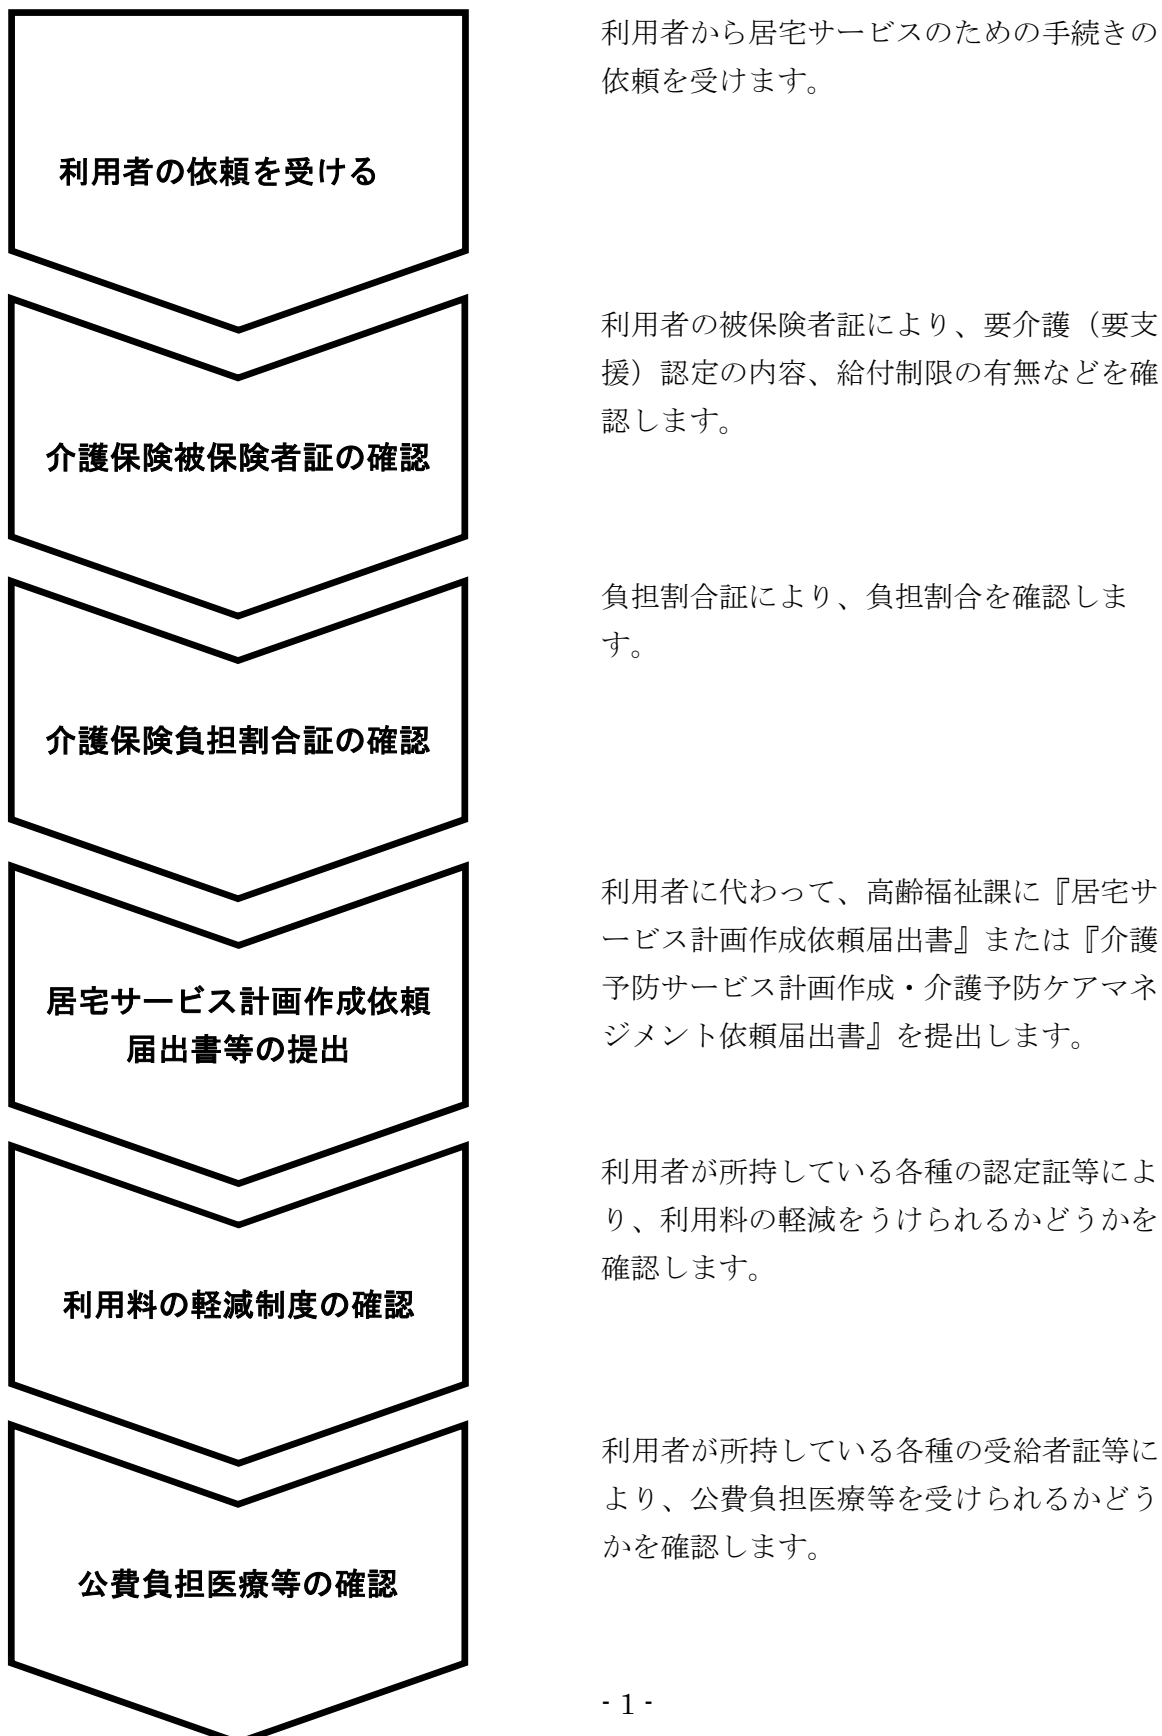 利用者から居宅サービスのための手続きの
依頼を受けます。
利用者の依頼を受ける
利用者の被保険者証により、要介護（要支
援）認定の内容、給付制限の有無などを確
認します。
介護保険被保険者証の確認
負担割合証により、負担割合を確認しま
す。
介護保険負担割合証の確認
利用者に代わって、高齢福祉課に『居宅サ
ービス計画作成依頼届出書』または『介護
予防サービス計画作成・介護予防ケアマネ
ジメント依頼届出書』を提出します。
居宅サービス計画作成依頼
届出書等の提出
利用者が所持している各種の認定証等によ
り、利用料の軽減をうけられるかどうかを
確認します。
利用料の軽減制度の確認
利用者が所持している各種の受給者証等に
より、公費負担医療等を受けられるかどう
かを確認します。
公費負担医療等の確認
- 1 -